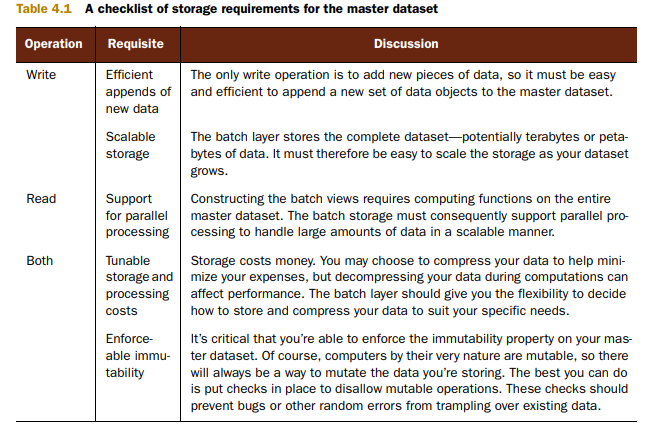 Table 4.1 A checklist of storage requirements for the master dataset
Operation Requisite Discussion
Write Efficient The only write operation is to add new pieces of data, so it must be easy
appends of and efficient to append a new set of data objects to the master dataset.
new data
Scalable The batch layer stores the complete dataset—potentially terabytes or peta-
storage bytes of data. It must therefore be easy to scale the storage as your dataset
grows.
Read Support Constructing the batch views requires computing functions on the entire
for parallel master dataset. The batch storage must consequently support parallel pro-
processing cessing to handle large amounts of data in a scalable manner.
Both Tunable Storage costs money. You may choose to compress your data to help mini-
storage and mize your expenses, but decompressing your data during computations can
processing affect performance. The batch layer should give you the flexibility to decide
costs how to store and compress your data to suit your specific needs.
Enforce- It’s critical that you’re able to enforce the immutability property on your mas-
able immu- ter dataset. Of course, computers by their very nature are mutable, so there
tability will always be a way to mutate the data you’re storing. The best you can do
is put checks in place to disallow mutable operations. These checks should
prevent bugs or other random errors from trampling over existing data.